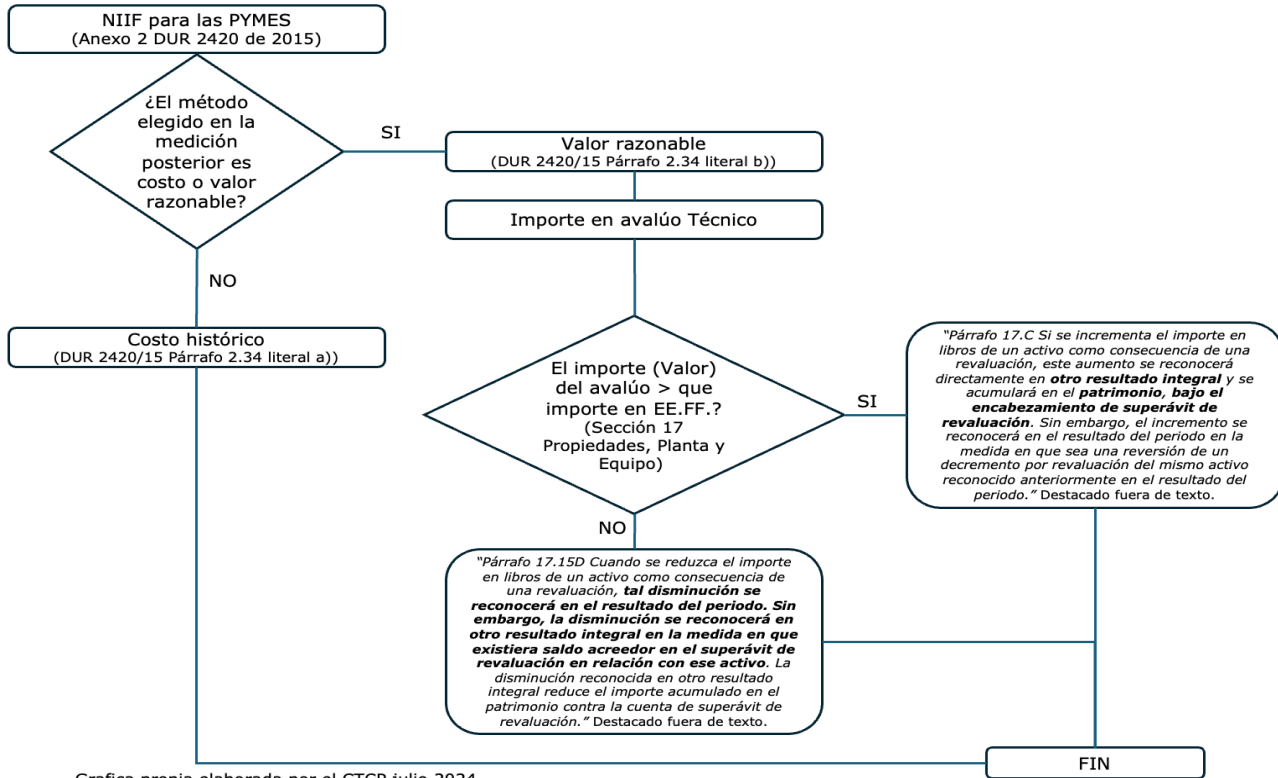 NIIF para las PYMES
(Anexo 2 DUR 2420 de 2015)
¿El método
elegido en la
medición
posterior es
costo o valor
razonable?
SI
Valor razonable
(DUR 2420/15 Párrafo 2.34 literal b))
Importe en avalúo Técnico
NO
Costo histórico
(DUR 2420/15 Párrafo 2.34 literal a))
El importe (Valor)
del avalúo > que
importe en EE.FF.?
(Sección 17
Propiedades, Planta y
Equipo)
SI
"Párrafo 17.C Si se incrementa el importe en
libros de un activo como consecuencia de una
revaluación, este aumento se reconocerá
directamente en otro resultado integral y se
acumulará en el patrimonio, bajo el
encabezamiento de superávit de
revaluación. Sin embargo, el incremento se
reconocerá en el resultado del periodo en la
medida en que sea una reversión de un
decremento por revaluación del mismo activo
reconocido anteriormente en el resultado del
periodo." Destacado fuera de texto.
NO
"Párrafo 17.15D Cuando se reduzca el importe
en libros de un activo como consecuencia de
una revaluación, tal disminución se
reconocerá en el resultado del periodo. Sin
embargo, la disminución se reconocerá en
otro resultado integral en la medida en que
existiera saldo acreedor en el superávit de
revaluación en relación con ese activo. La
disminución reconocida en otro resultado
integral reduce el importe acumulado en el
patrimonio contra la cuenta de superávit de
revaluación." Destacado fuera de texto.
FIN
Grafica propia elaborada por el CTCP julio 2024